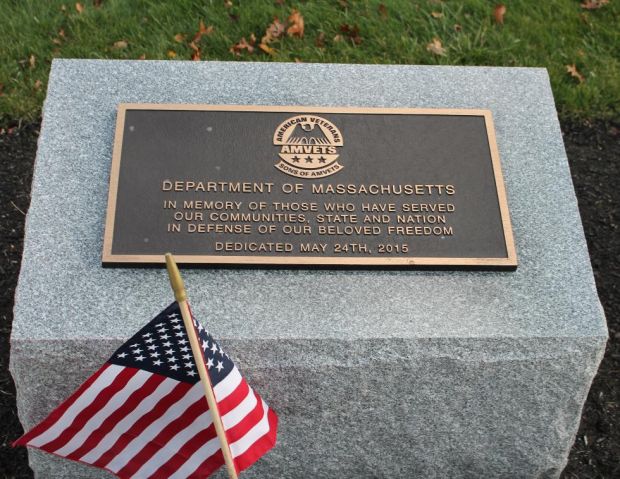 AMERICAN VETERANS
AMVETS
SONS OF AMVETS
DEPARTMENT OF MASSACHUSETTS
IN MEMORY OF THOSE WHO HAVE SERVED
OUR COMMUNITIES, STATE AND NATION
IN DEFENSE OF OUR BELOVED FREEDOM
DEDICATED MAY 24TH, 2015